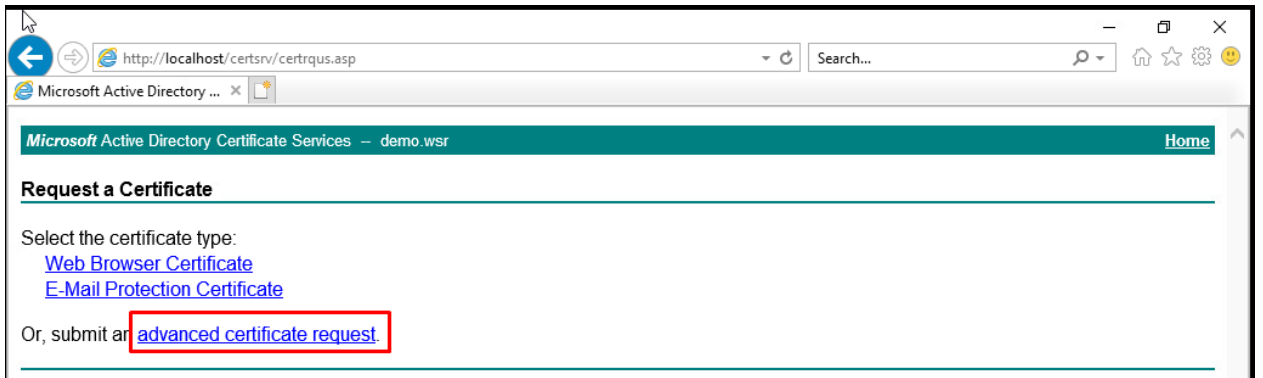 http://localhost/certsrv/certrqus.asp
Search...
Microsoft Active Directory ...
Microsoft Active Directory Certificate Services -- demo.wsr Home
Request a Certificate
Select the certificate type:
Web Browser Certificate
E-Mail Protection Certificate
Or, submit an advanced certificate request.